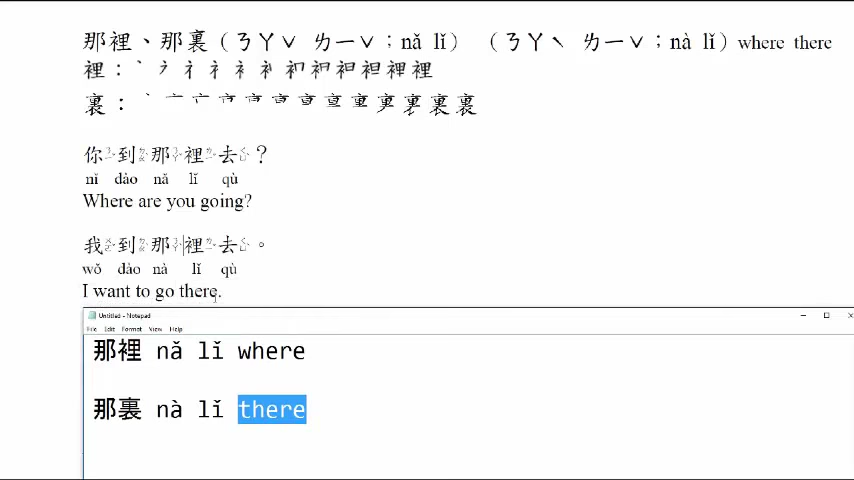 那裡、那裏（ㄋㄚˇ ㄌㄧˇ；nǎ lǐ） （ㄋㄚˋ ㄌㄧˇ；nà lǐ）where there
裡：
裏：
你到那裡去？
nǐ dào nǎ lǐ qù
Where are you going?
我到那裡去。
wǒ dào nà lǐ qù
I want to go there.
Untitled - Notepad
File Edit Format View Help
那裡 nǎ lǐ where
那裏 nà lǐ there